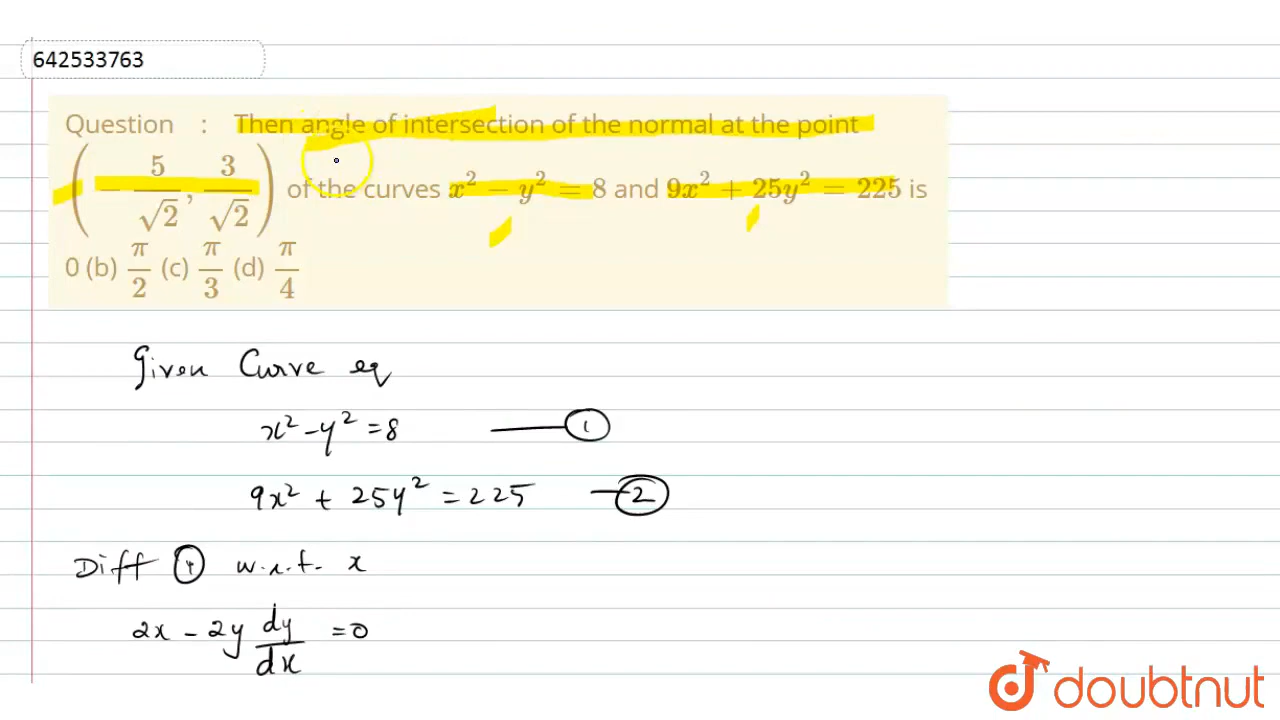 642533763
Question : Then angle of intersection of the normal at the point
(−5/√2, 3/√2) of the curves x² − y² = 8 and 9x² + 25y² = 225 is
0 (b) π/2 (c) π/3 (d) π/4
Given Curve eq
x² − y² = 8 —— 1
9x² + 25y² = 225 — 2
Diff 1 w.r.t. x
2x − 2y dy/dx = 0
doubtnut